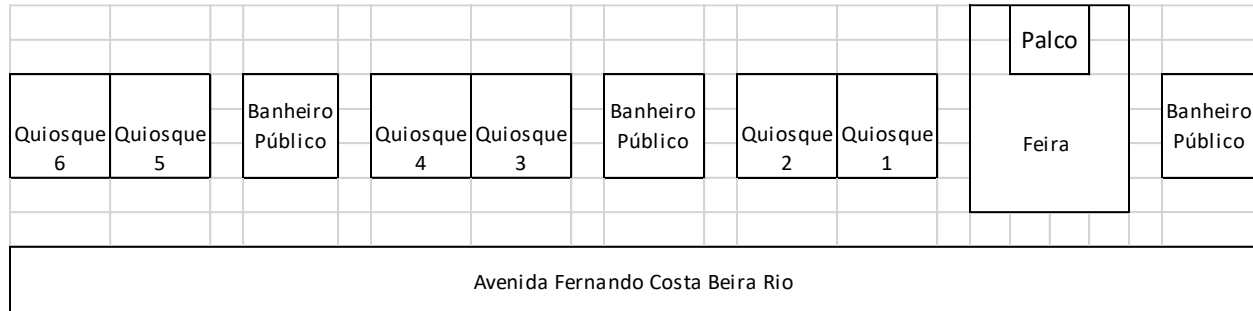 Palco
Quiosque
6
Quiosque
5
Banheiro
Público
Quiosque
4
Quiosque
3
Banheiro
Público
Quiosque
2
Quiosque
1
Feira
Banheiro
Público
Avenida Fernando Costa Beira Rio